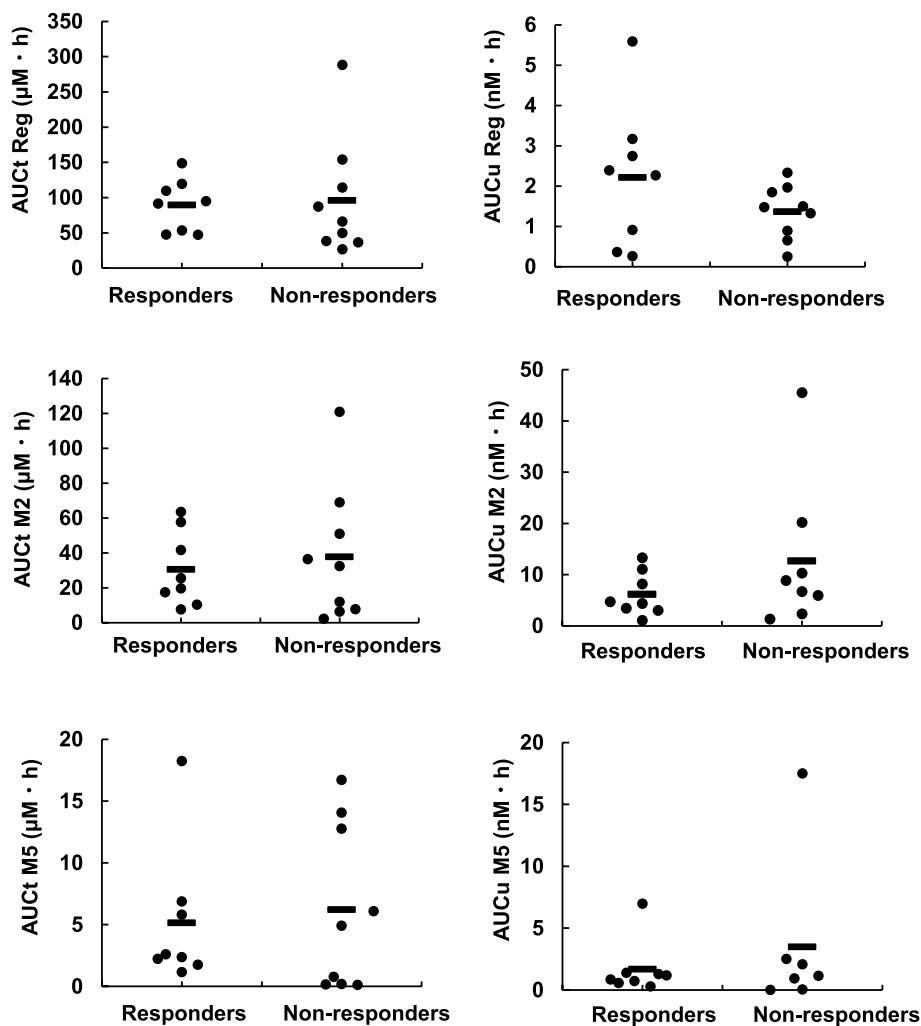 AUCt Reg (µM・h)
350
300
250
200
150
100
50
0
Responders
Non-responders
AUCu Reg (nM・h)
6
5
4
3
2
1
0
Responders
Non-responders
AUCt M2 (µM・h)
140
120
100
80
60
40
20
0
Responders
Non-responders
AUCu M2 (nM・h)
50
40
30
20
10
0
Responders
Non-responders
AUCt M5 (µM・h)
20
15
10
5
0
Responders
Non-responders
AUCu M5 (nM・h)
20
15
10
5
0
Responders
Non-responders